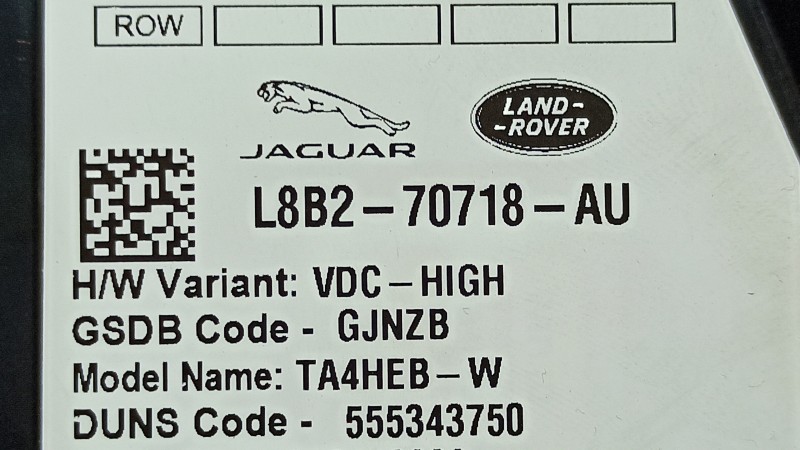 ROW
JAGUAR
LAND-
-ROVER
L8B2-70718-AU
H/W Variant: VDC-HIGH
GSDB Code - GJNZB
Model Name: TA4HEB-W
DUNS Code - 555343750